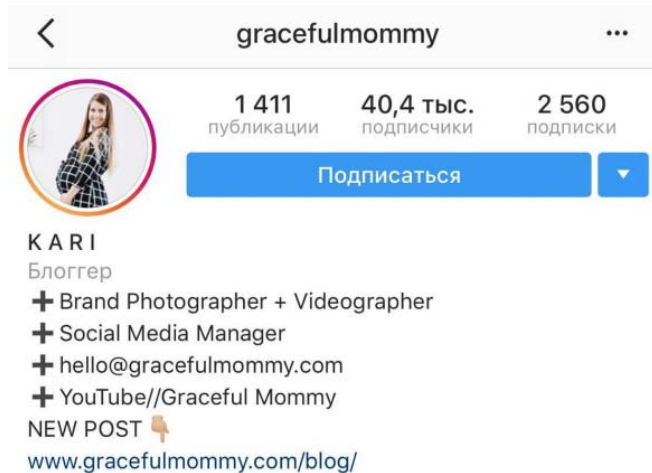 gracefulmommy
1 411 40,4 тыс. 2 560
публикации подписчики подписки
Подписаться
K A R I
Блоггер
➕ Brand Photographer + Videographer
➕ Social Media Manager
➕ hello@gracefulmommy.com
➕ YouTube//Graceful Mommy
NEW POST 👇🏼
www.gracefulmommy.com/blog/